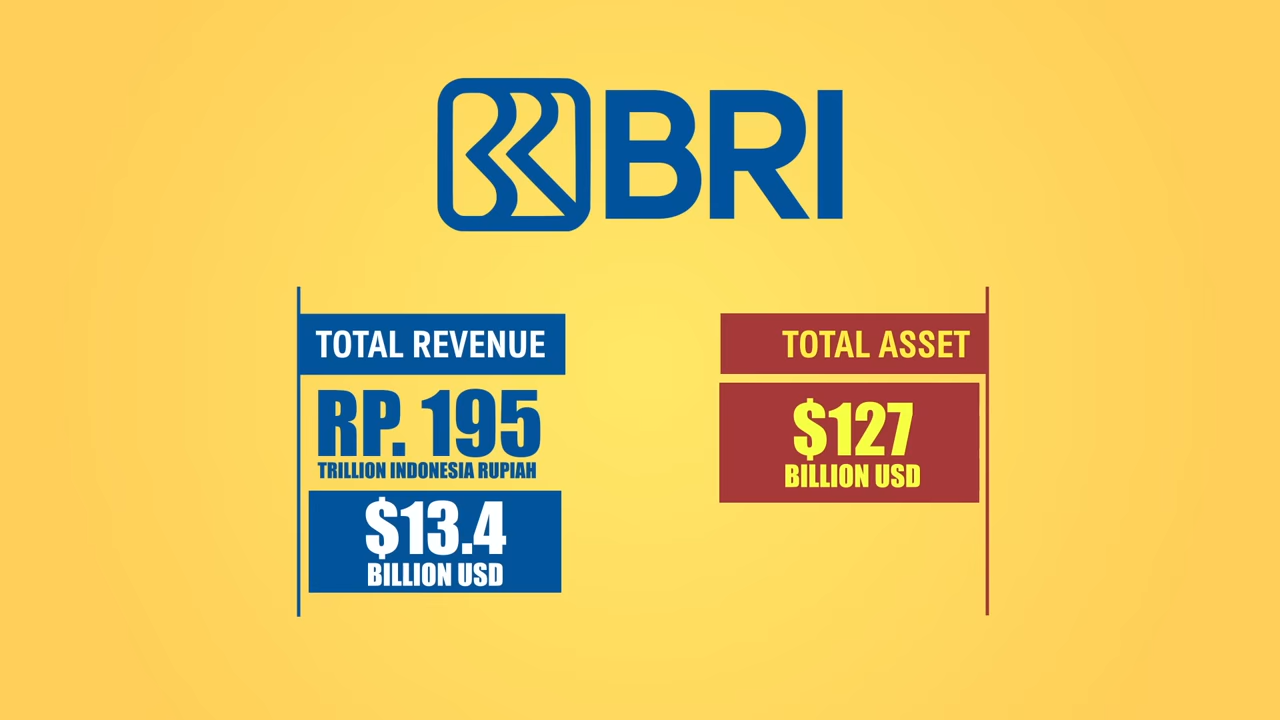 BRI
TOTAL REVENUE
RP. 195
TRILLION INDONESIA RUPIAH
$13.4
BILLION USD
TOTAL ASSET
$127
BILLION USD